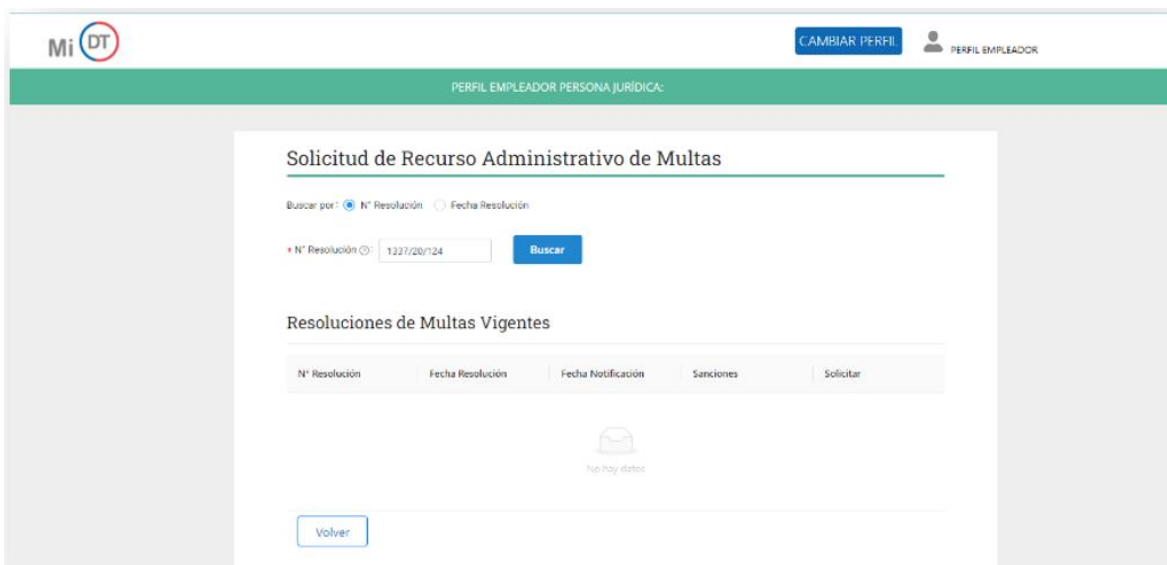 Mi DT
CAMBIAR PERFIL
PERFIL EMPLEADOR
PERFIL EMPLEADOR PERSONA JURÍDICA:
Solicitud de Recurso Administrativo de Multas
Buscar por: N° Resolución Fecha Resolución
* N° Resolución ?: 1337/20/124 Buscar
Resoluciones de Multas Vigentes
N° Resolución Fecha Resolución Fecha Notificación Sanciones Solicitar
No hay datos
Volver